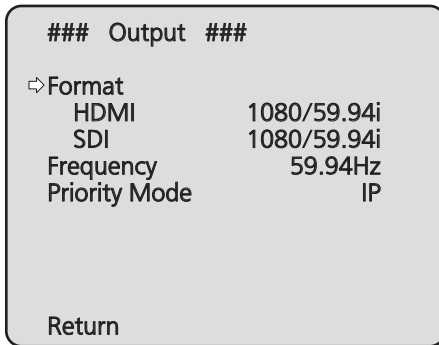 ### Output ###
⇨Format
HDMI 1080/59.94i
SDI 1080/59.94i
Frequency 59.94Hz
Priority Mode IP
Return